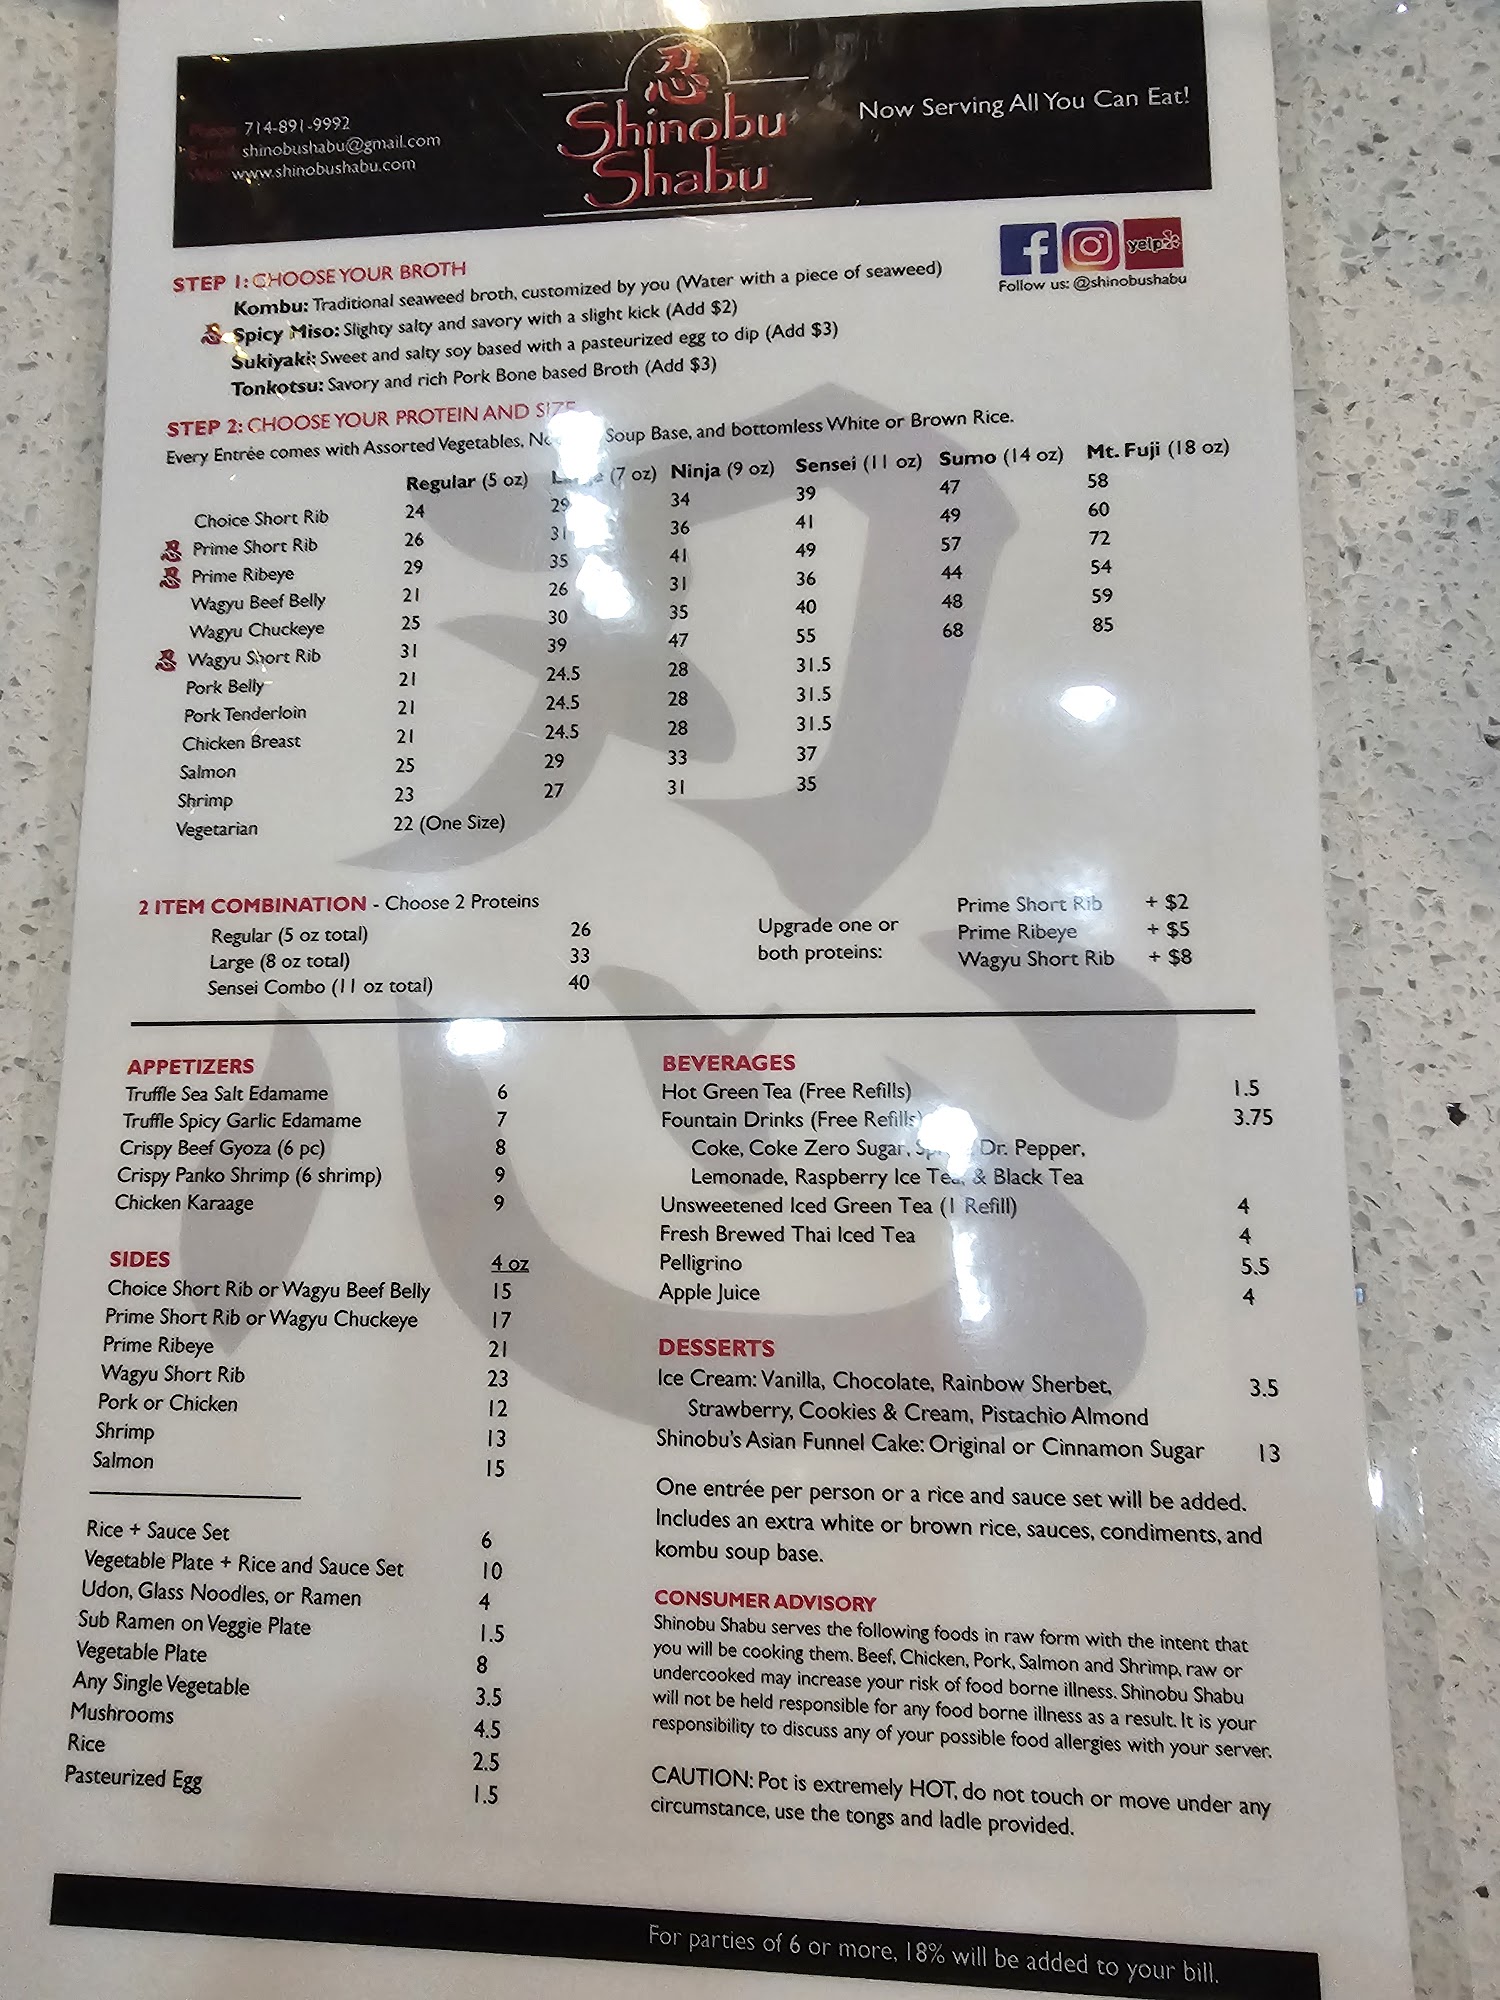 忍
Shinobu
Shabu
714-891-9992
shinobushabu@gmail.com
www.shinobushabu.com
Now Serving All You Can Eat!
yelp
Follow us: @shinobushabu
STEP 1: CHOOSE YOUR BROTH
Kombu: Traditional seaweed broth, customized by you (Water with a piece of seaweed)
Spicy Miso: Slighty salty and savory with a slight kick (Add $2)
Sukiyaki: Sweet and salty soy based with a pasteurized egg to dip (Add $3)
Tonkotsu: Savory and rich Pork Bone based Broth (Add $3)
STEP 2: CHOOSE YOUR PROTEIN AND SIZE
Every Entrée comes with Assorted Vegetables, Soup Base, and bottomless White or Brown Rice.
Regular (5 oz) (7 oz) Ninja (9 oz) Sensei (11 oz) Sumo (14 oz) Mt. Fuji (18 oz)
Choice Short Rib 24 29 34 39 47 58
忍 Prime Short Rib 26 31 36 41 49 60
忍 Prime Ribeye 29 35 41 49 57 72
Wagyu Beef Belly 21 26 31 36 44 54
Wagyu Chuckeye 25 30 35 40 48 59
忍 Wagyu Short Rib 31 39 47 55 68 85
Pork Belly 21 24.5 28 31.5
Pork Tenderloin 21 24.5 28 31.5
Chicken Breast 21 24.5 28 31.5
Salmon 25 29 33 37
Shrimp 23 27 31 35
Vegetarian 22 (One Size)
2 ITEM COMBINATION - Choose 2 Proteins
Regular (5 oz total) 26
Large (8 oz total) 33
Sensei Combo (11 oz total) 40
Upgrade one or
both proteins:
Prime Short Rib + $2
Prime Ribeye + $5
Wagyu Short Rib + $8
APPETIZERS
Truffle Sea Salt Edamame 6
Truffle Spicy Garlic Edamame 7
Crispy Beef Gyoza (6 pc) 8
Crispy Panko Shrimp (6 shrimp) 9
Chicken Karaage 9
SIDES 4 oz
Choice Short Rib or Wagyu Beef Belly 15
Prime Short Rib or Wagyu Chuckeye 17
Prime Ribeye 21
Wagyu Short Rib 23
Pork or Chicken 12
Shrimp 13
Salmon 15
Rice + Sauce Set 6
Vegetable Plate + Rice and Sauce Set 10
Udon, Glass Noodles, or Ramen 4
Sub Ramen on Veggie Plate 1.5
Vegetable Plate 8
Any Single Vegetable 3.5
Mushrooms 4.5
Rice 2.5
Pasteurized Egg 1.5
BEVERAGES
Hot Green Tea (Free Refills) 1.5
Fountain Drinks (Free Refills) 3.75
Coke, Coke Zero Sugar, Dr. Pepper,
Lemonade, Raspberry Ice Tea, & Black Tea
Unsweetened Iced Green Tea (1 Refill) 4
Fresh Brewed Thai Iced Tea 4
Pelligrino 5.5
Apple Juice 4
DESSERTS
Ice Cream: Vanilla, Chocolate, Rainbow Sherbet, 3.5
Strawberry, Cookies & Cream, Pistachio Almond
Shinobu's Asian Funnel Cake: Original or Cinnamon Sugar 13
One entrée per person or a rice and sauce set will be added.
Includes an extra white or brown rice, sauces, condiments, and
kombu soup base.
CONSUMER ADVISORY
Shinobu Shabu serves the following foods in raw form with the intent that
you will be cooking them. Beef, Chicken, Pork, Salmon and Shrimp, raw or
undercooked may increase your risk of food borne illness. Shinobu Shabu
will not be held responsible for any food borne illness as a result. It is your
responsibility to discuss any of your possible food allergies with your server.
CAUTION: Pot is extremely HOT, do not touch or move under any
circumstance, use the tongs and ladle provided.
For parties of 6 or more, 18% will be added to your bill.